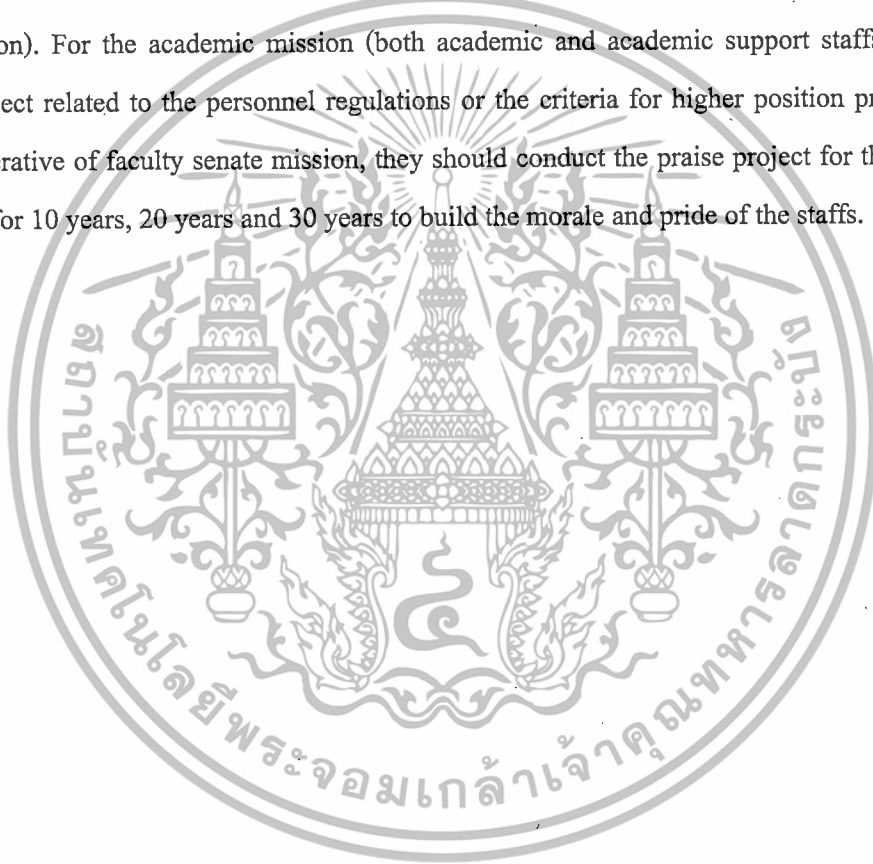 on). For the academic mission (both academic and academic support staffs
ect related to the personnel regulations or the criteria for higher position pr
erative of faculty senate mission, they should conduct the praise project for th
for 10 years, 20 years and 30 years to build the morale and pride of the staffs.
สถาบันเทคโนโลยีพระจอมเกล้าเจ้าคุณทหารลาดกระบัง
๔